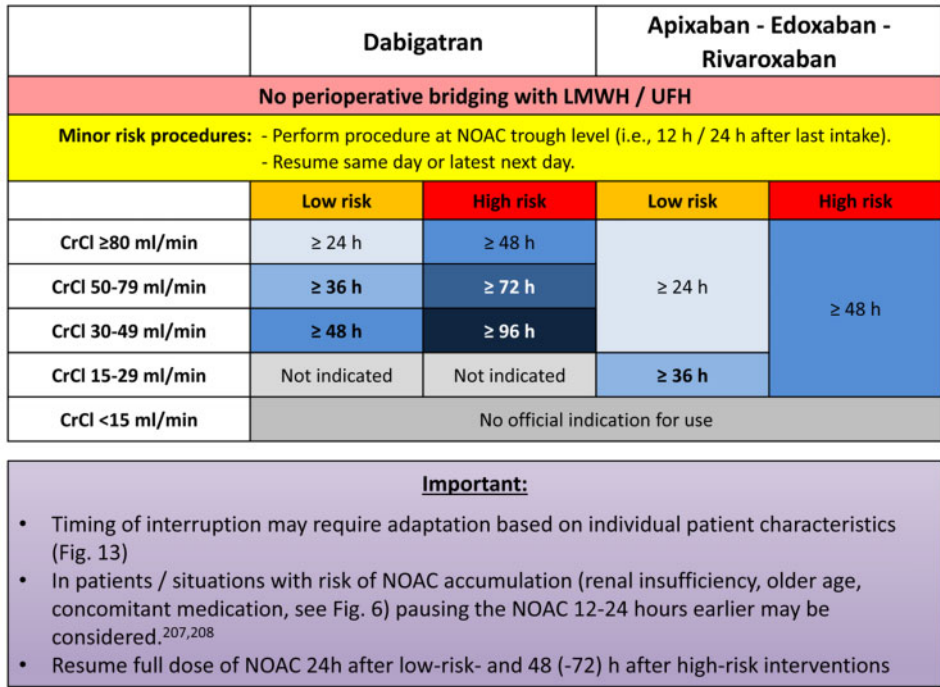 Dabigatran
Apixaban - Edoxaban -
Rivaroxaban
No perioperative bridging with LMWH / UFH
Minor risk procedures: - Perform procedure at NOAC trough level (i.e., 12 h / 24 h after last intake).
- Resume same day or latest next day.
Low risk High risk Low risk High risk
CrCl ≥80 ml/min ≥ 24 h ≥ 48 h
CrCl 50-79 ml/min ≥ 36 h ≥ 72 h ≥ 24 h
≥ 48 h
CrCl 30-49 ml/min ≥ 48 h ≥ 96 h
CrCl 15-29 ml/min Not indicated Not indicated ≥ 36 h
CrCl <15 ml/min No official indication for use
Important:
• Timing of interruption may require adaptation based on individual patient characteristics
(Fig. 13)
• In patients / situations with risk of NOAC accumulation (renal insufficiency, older age,
concomitant medication, see Fig. 6) pausing the NOAC 12-24 hours earlier may be
considered.207,208
• Resume full dose of NOAC 24h after low-risk- and 48 (-72) h after high-risk interventions